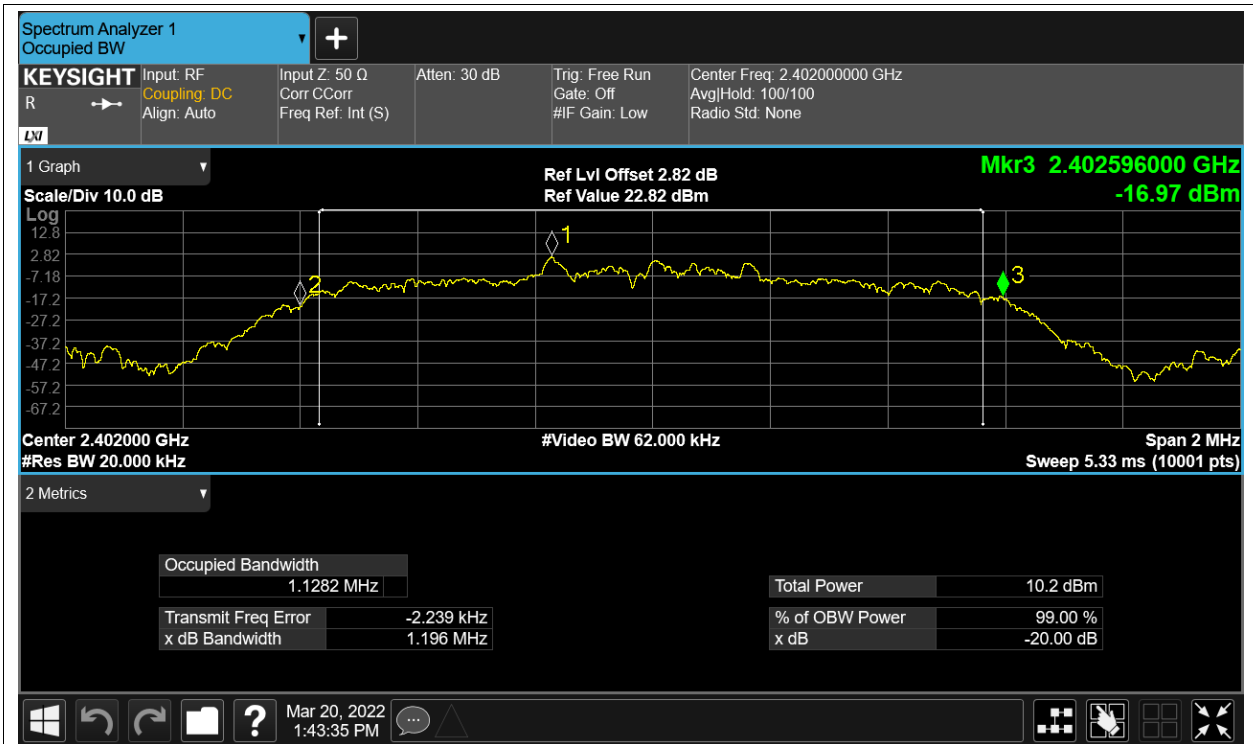 Spectrum Analyzer 1
Occupied BW
KEYSIGHT
R
LXI
Input: RF
Coupling: DC
Align: Auto
Input Z: 50 Ω
Corr CCorr
Freq Ref: Int (S)
Atten: 30 dB
Trig: Free Run
Gate: Off
#IF Gain: Low
Center Freq: 2.402000000 GHz
Avg|Hold: 100/100
Radio Std: None
1 Graph
Scale/Div 10.0 dB
Ref Lvl Offset 2.82 dB
Ref Value 22.82 dBm
Mkr3 2.402596000 GHz
-16.97 dBm
Log
12.8
2.82
-7.18
-17.2
-27.2
-37.2
-47.2
-57.2
-67.2
1
2
3
Center 2.402000 GHz
#Video BW 62.000 kHz
Span 2 MHz
#Res BW 20.000 kHz
Sweep 5.33 ms (10001 pts)
2 Metrics
Occupied Bandwidth
1.1282 MHz
Total Power 10.2 dBm
Transmit Freq Error -2.239 kHz
% of OBW Power 99.00 %
x dB Bandwidth 1.196 MHz
x dB -20.00 dB
?
Mar 20, 2022
1:43:35 PM